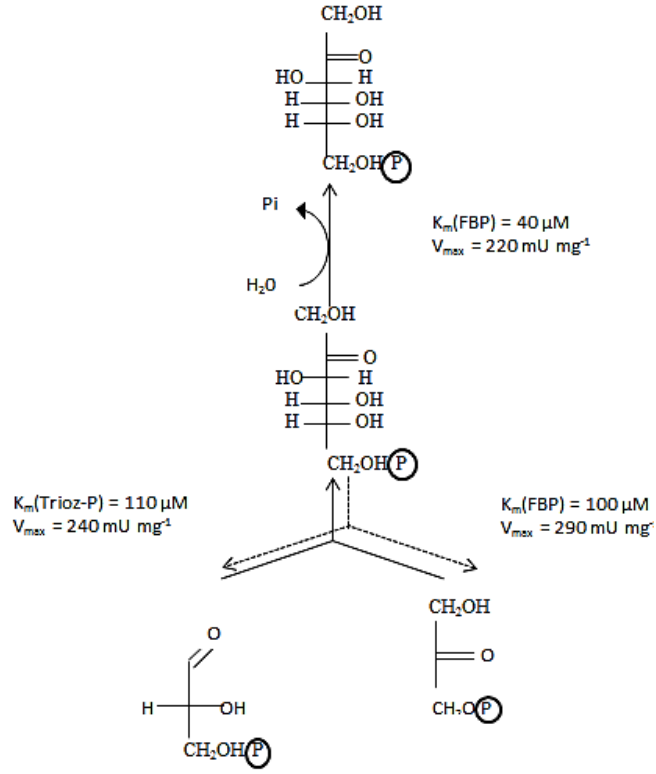 CH₂OH
O
HO H
H OH
H OH
CH₂OH P
Pi
Kₘ(FBP) = 40 µM
Vₘₐₓ = 220 mU mg⁻¹
H₂0
CH₂OH
O
HO H
H OH
H OH
CH₂OH P
Kₘ(Trioz-P) = 110 µM
Vₘₐₓ = 240 mU mg⁻¹
Kₘ(FBP) = 100 µM
Vₘₐₓ = 290 mU mg⁻
CH₂OH
O
O
H OH
CH₂O P
CH₂OH P